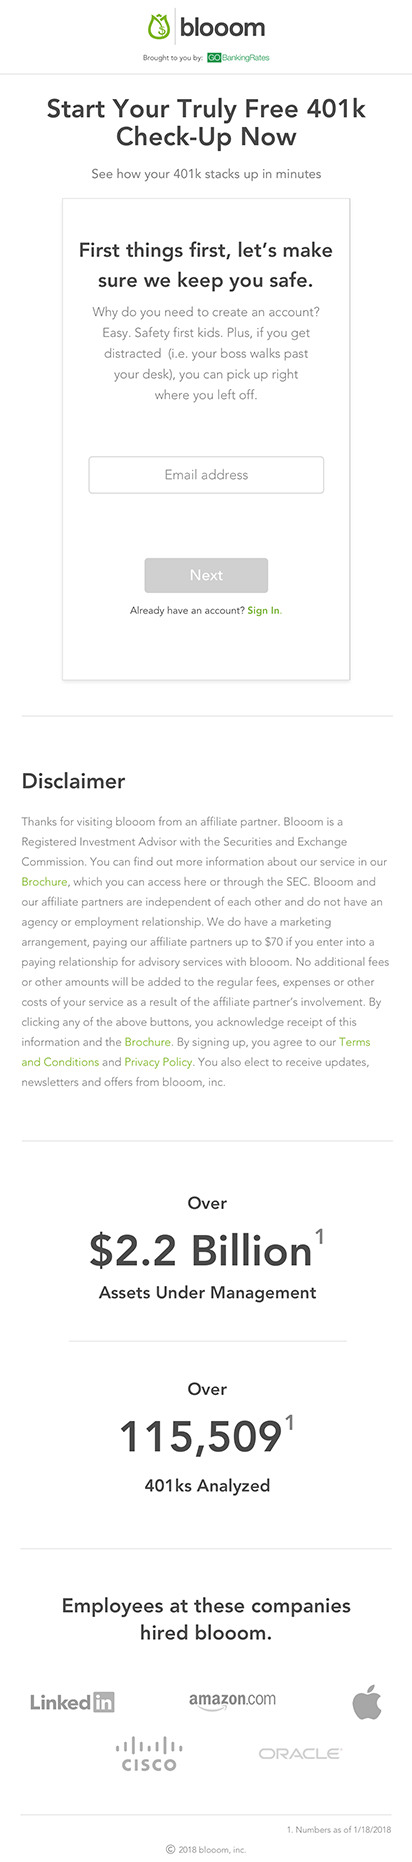 blooom
Brought to you by: GOBankingRates
Start Your Truly Free 401k
Check-Up Now
See how your 401k stacks up in minutes
First things first, let's make
sure we keep you safe.
Why do you need to create an account?
Easy. Safety first kids. Plus, if you get
distracted (i.e. your boss walks past
your desk), you can pick up right
where you left off.
Email address
Next
Already have an account? Sign In.
Disclaimer
Thanks for visiting blooom from an affiliate partner. Blooom is a
Registered Investment Advisor with the Securities and Exchange
Commission. You can find out more information about our service in our
Brochure, which you can access here or through the SEC. Blooom and
our affiliate partners are independent of each other and do not have an
agency or employment relationship. We do have a marketing
arrangement, paying our affiliate partners up to $70 if you enter into a
paying relationship for advisory services with blooom. No additional fees
or other amounts will be added to the regular fees, expenses or other
costs of your service as a result of the affiliate partner's involvement. By
clicking any of the above buttons, you acknowledge receipt of this
information and the Brochure. By signing up, you agree to our Terms
and Conditions and Privacy Policy. You also elect to receive updates,
newsletters and offers from blooom, inc.
Over
$2.2 Billion1
Assets Under Management
Over
115,5091
401ks Analyzed
Employees at these companies
hired blooom.
Linked in amazon.com
CISCO ORACLE
1. Numbers as of 1/18/2018
© 2018 blooom, inc.